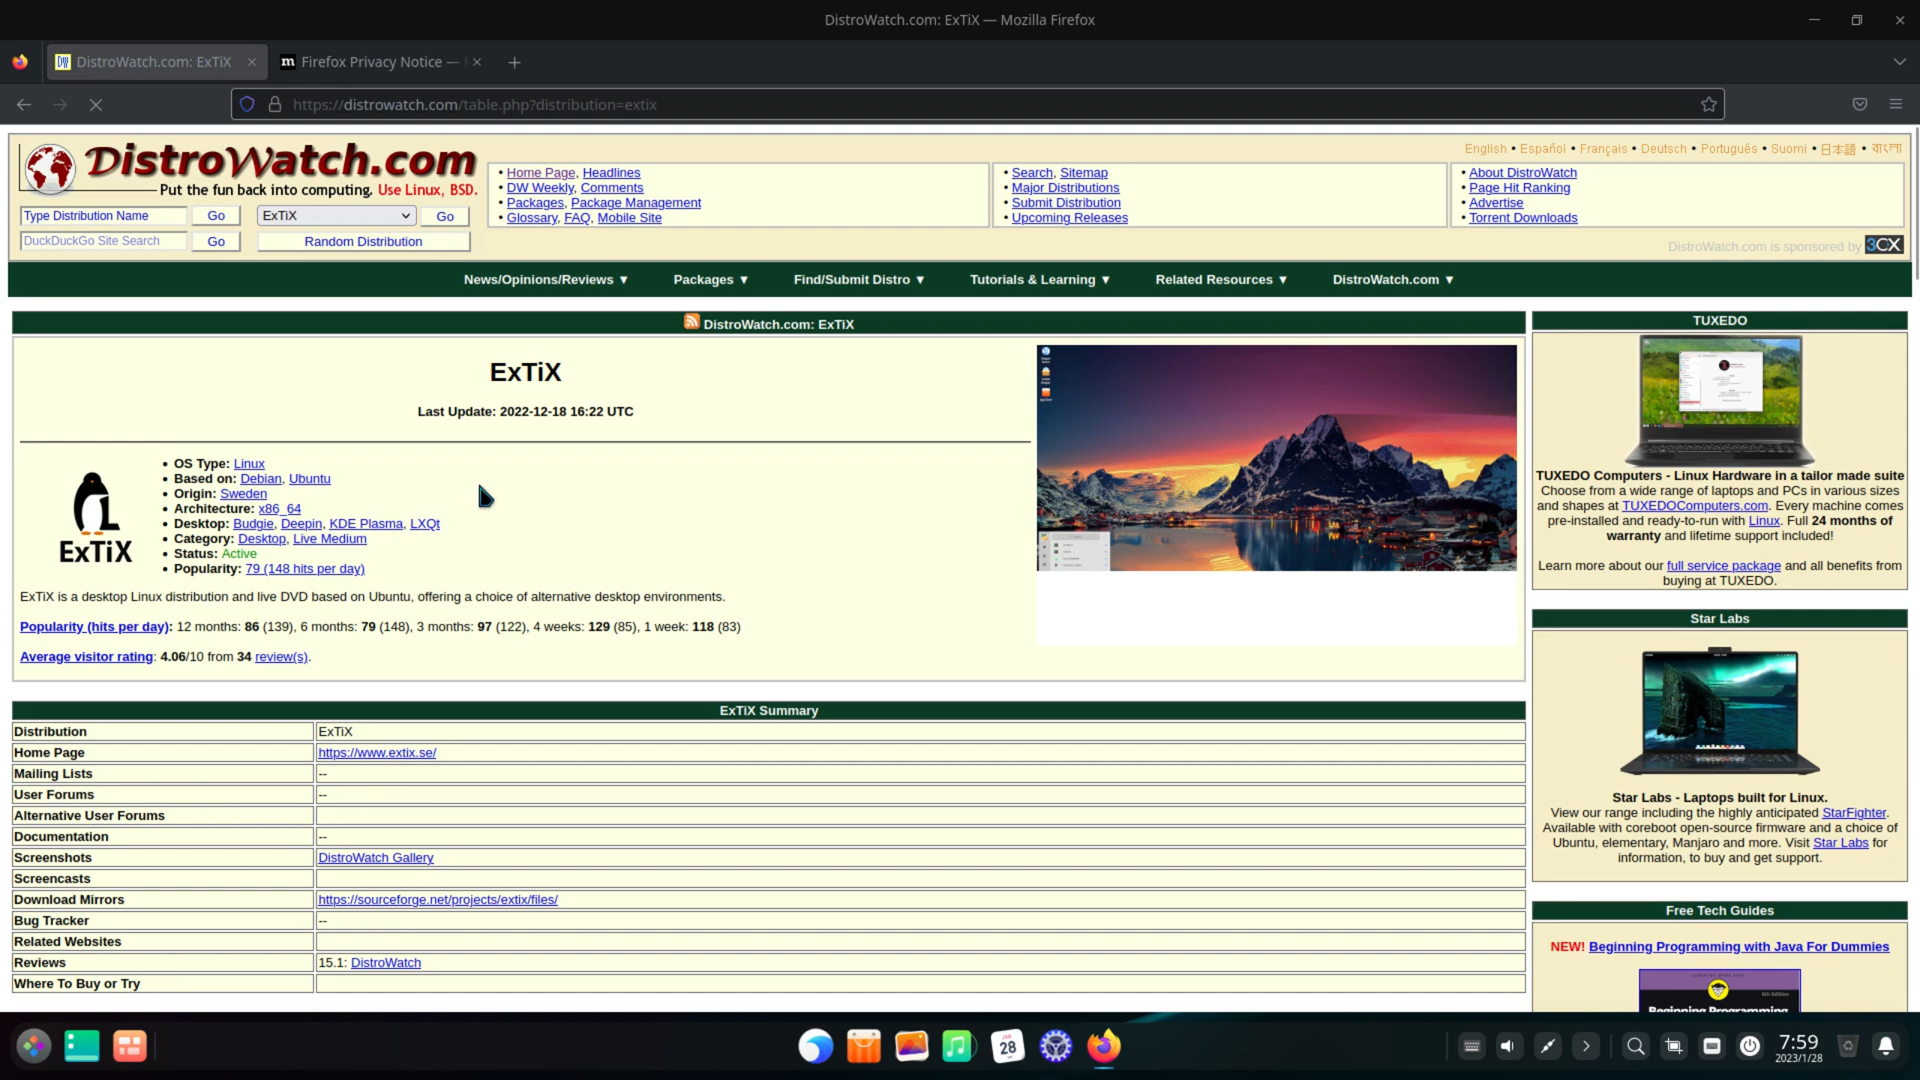 DistroWatch.com: ExTiX — Mozilla Firefox
DistroWatch.com: ExTiX
Firefox Privacy Notice —
https://distrowatch.com/table.php?distribution=extix
DistroWatch.com
Put the fun back into computing. Use Linux, BSD.
English • Español • Français • Deutsch • Português • Suomi • 日本語 • বাংলা
• Home Page, Headlines
• DW Weekly, Comments
• Packages, Package Management
• Glossary, FAQ, Mobile Site
• Search, Sitemap
• Major Distributions
• Submit Distribution
• Upcoming Releases
• About DistroWatch
• Page Hit Ranking
• Advertise
• Torrent Downloads
Type Distribution Name Go ExTiX Go
DuckDuckGo Site Search Go Random Distribution
DistroWatch.com is sponsored by 3CX
News/Opinions/Reviews ▼ Packages ▼ Find/Submit Distro ▼ Tutorials & Learning ▼ Related Resources ▼ DistroWatch.com ▼
DistroWatch.com: ExTiX
ExTiX
Last Update: 2022-12-18 16:22 UTC
ExTiX
• OS Type: Linux
• Based on: Debian, Ubuntu
• Origin: Sweden
• Architecture: x86_64
• Desktop: Budgie, Deepin, KDE Plasma, LXQt
• Category: Desktop, Live Medium
• Status: Active
• Popularity: 79 (148 hits per day)
ExTiX is a desktop Linux distribution and live DVD based on Ubuntu, offering a choice of alternative desktop environments.
Popularity (hits per day): 12 months: 86 (139), 6 months: 79 (148), 3 months: 97 (122), 4 weeks: 129 (85), 1 week: 118 (83)
Average visitor rating: 4.06/10 from 34 review(s).
ExTiX Summary
Distribution ExTiX
Home Page https://www.extix.se/
Mailing Lists --
User Forums --
Alternative User Forums
Documentation --
Screenshots DistroWatch Gallery
Screencasts
Download Mirrors https://sourceforge.net/projects/extix/files/
Bug Tracker --
Related Websites
Reviews 15.1: DistroWatch
Where To Buy or Try
TUXEDO
TUXEDO Computers - Linux Hardware in a tailor made suite
Choose from a wide range of laptops and PCs in various sizes
and shapes at TUXEDOComputers.com. Every machine comes
pre-installed and ready-to-run with Linux. Full 24 months of
warranty and lifetime support included!
Learn more about our full service package and all benefits from
buying at TUXEDO.
Star Labs
Star Labs - Laptops built for Linux.
View our range including the highly anticipated StarFighter.
Available with coreboot open-source firmware and a choice of
Ubuntu, elementary, Manjaro and more. Visit Star Labs for
information, to buy and get support.
Free Tech Guides
NEW! Beginning Programming with Java For Dummies
Beginning Programming
28
7:59
2023/1/28